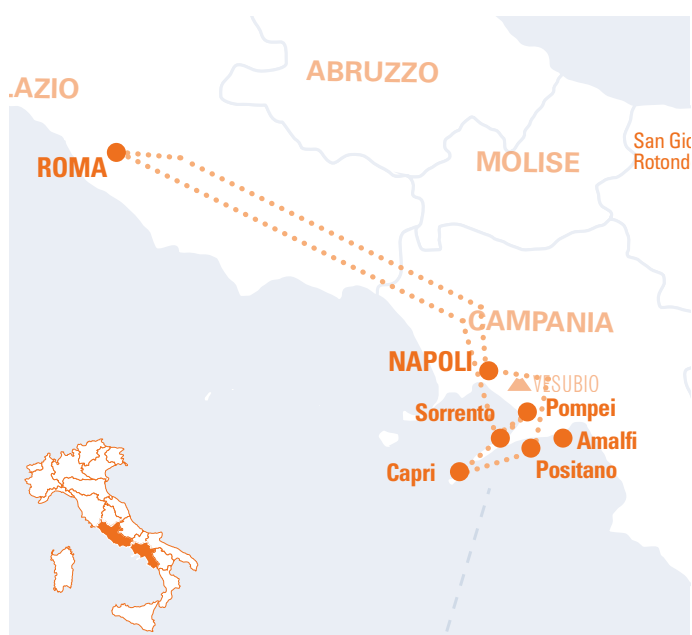 ABRUZZO
LAZIO
San Gio
Rotond
MOLISE
ROMA
CAMPANIA
NAPOLI
VESUBIO
Sorrento
Pompei
Amalfi
Capri
Positano